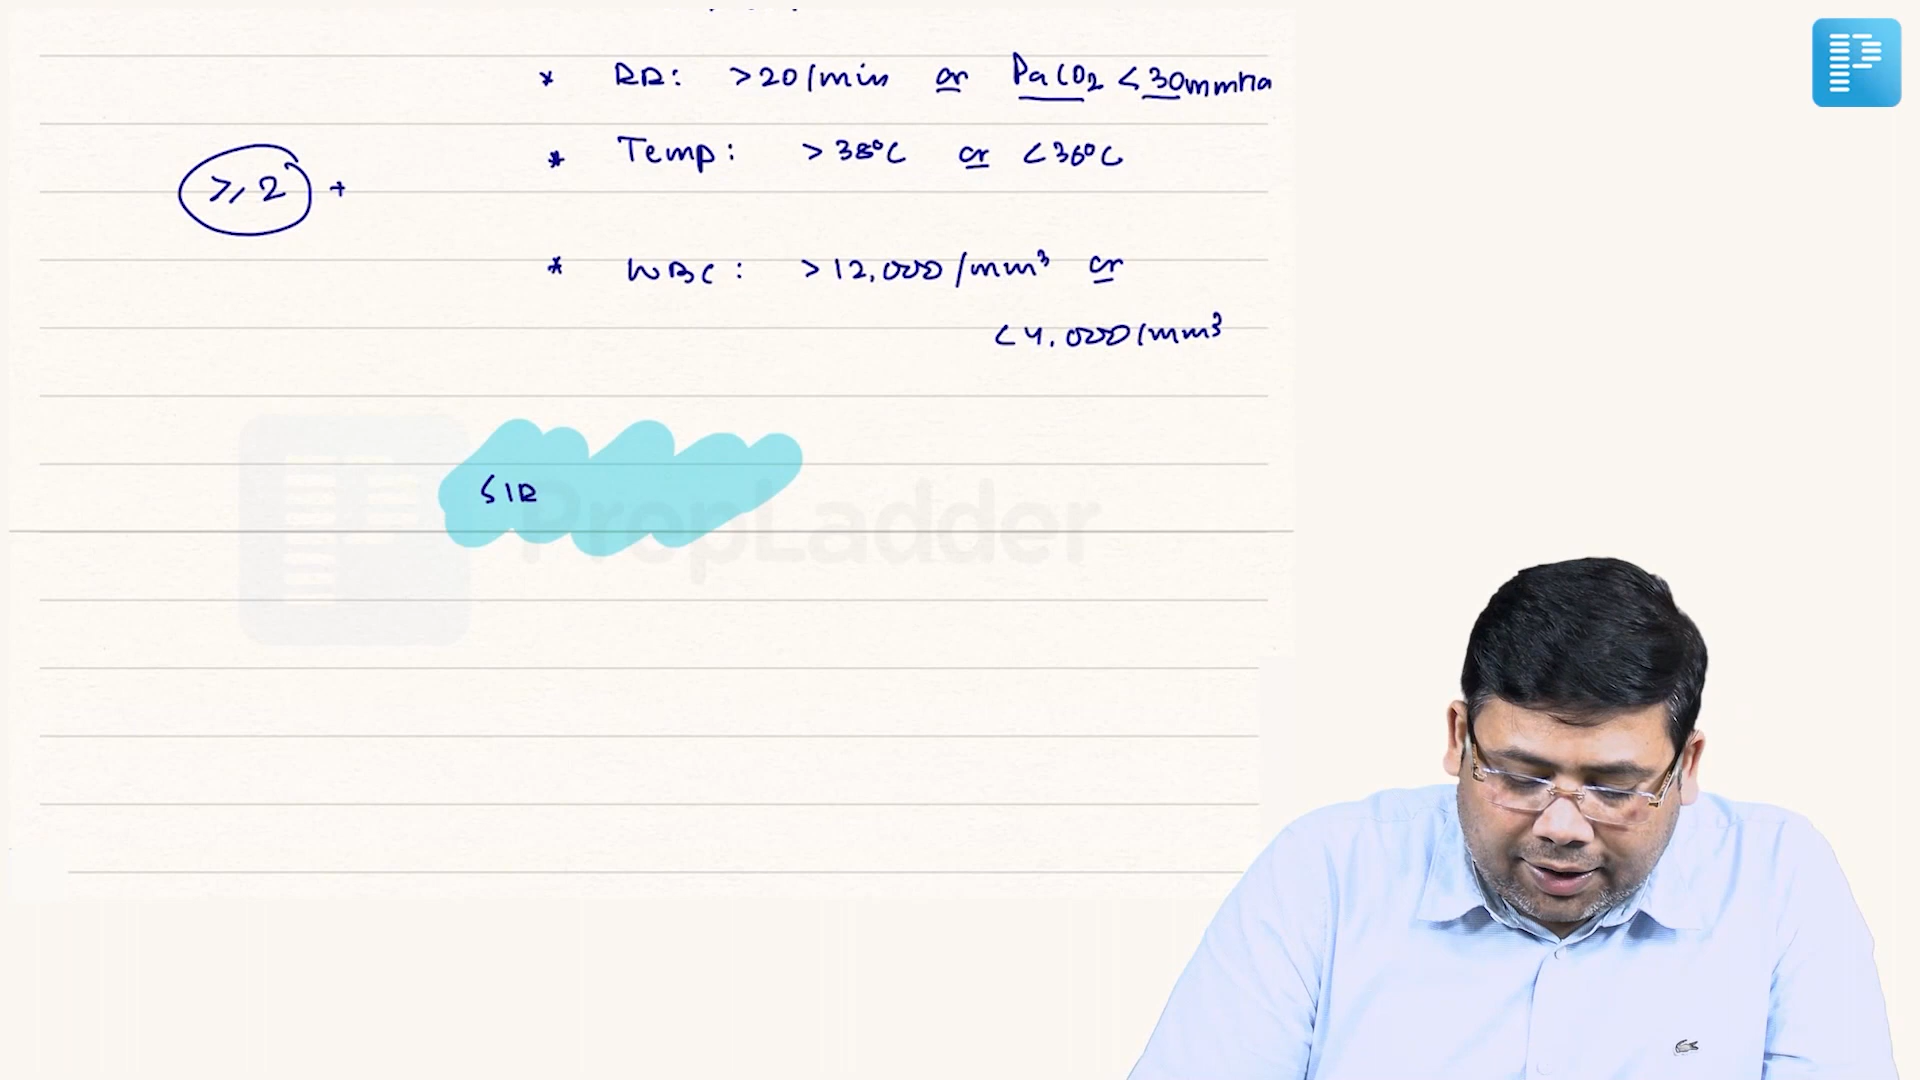 * RR: >20/min or PaCO2 <30mmHg
* Temp: >38°C or <36°C
≥2 +
* WBC: >12,000/mm³ or
<4,000/mm³
SIR
PrepLadder